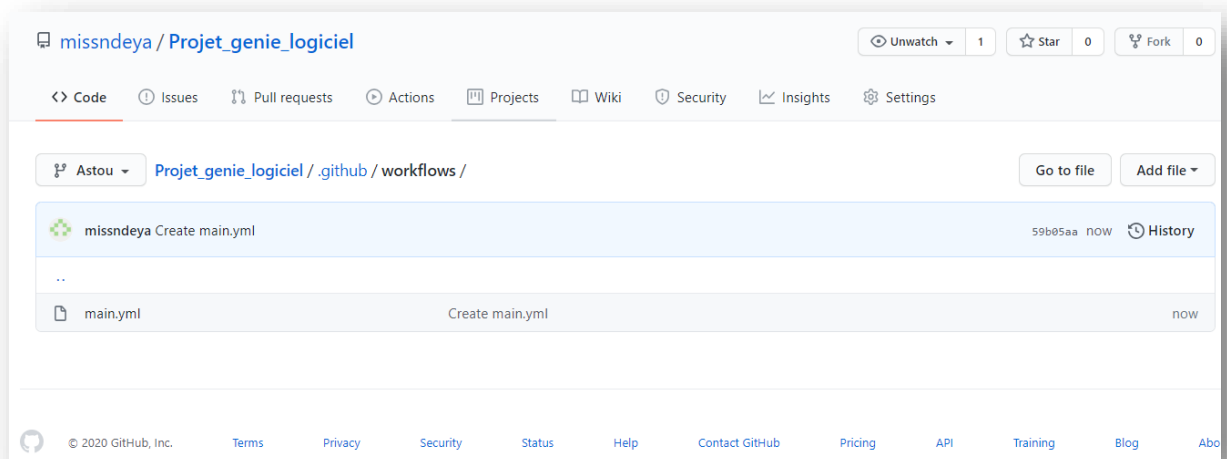 missndeya / Projet_genie_logiciel Unwatch 1 Star 0 Fork 0
Code Issues Pull requests Actions Projects Wiki Security Insights Settings
Astou Projet_genie_logiciel / .github / workflows / Go to file Add file
missndeya Create main.yml 59b05aa now History
..
main.yml Create main.yml now
© 2020 GitHub, Inc. Terms Privacy Security Status Help Contact GitHub Pricing API Training Blog Abo